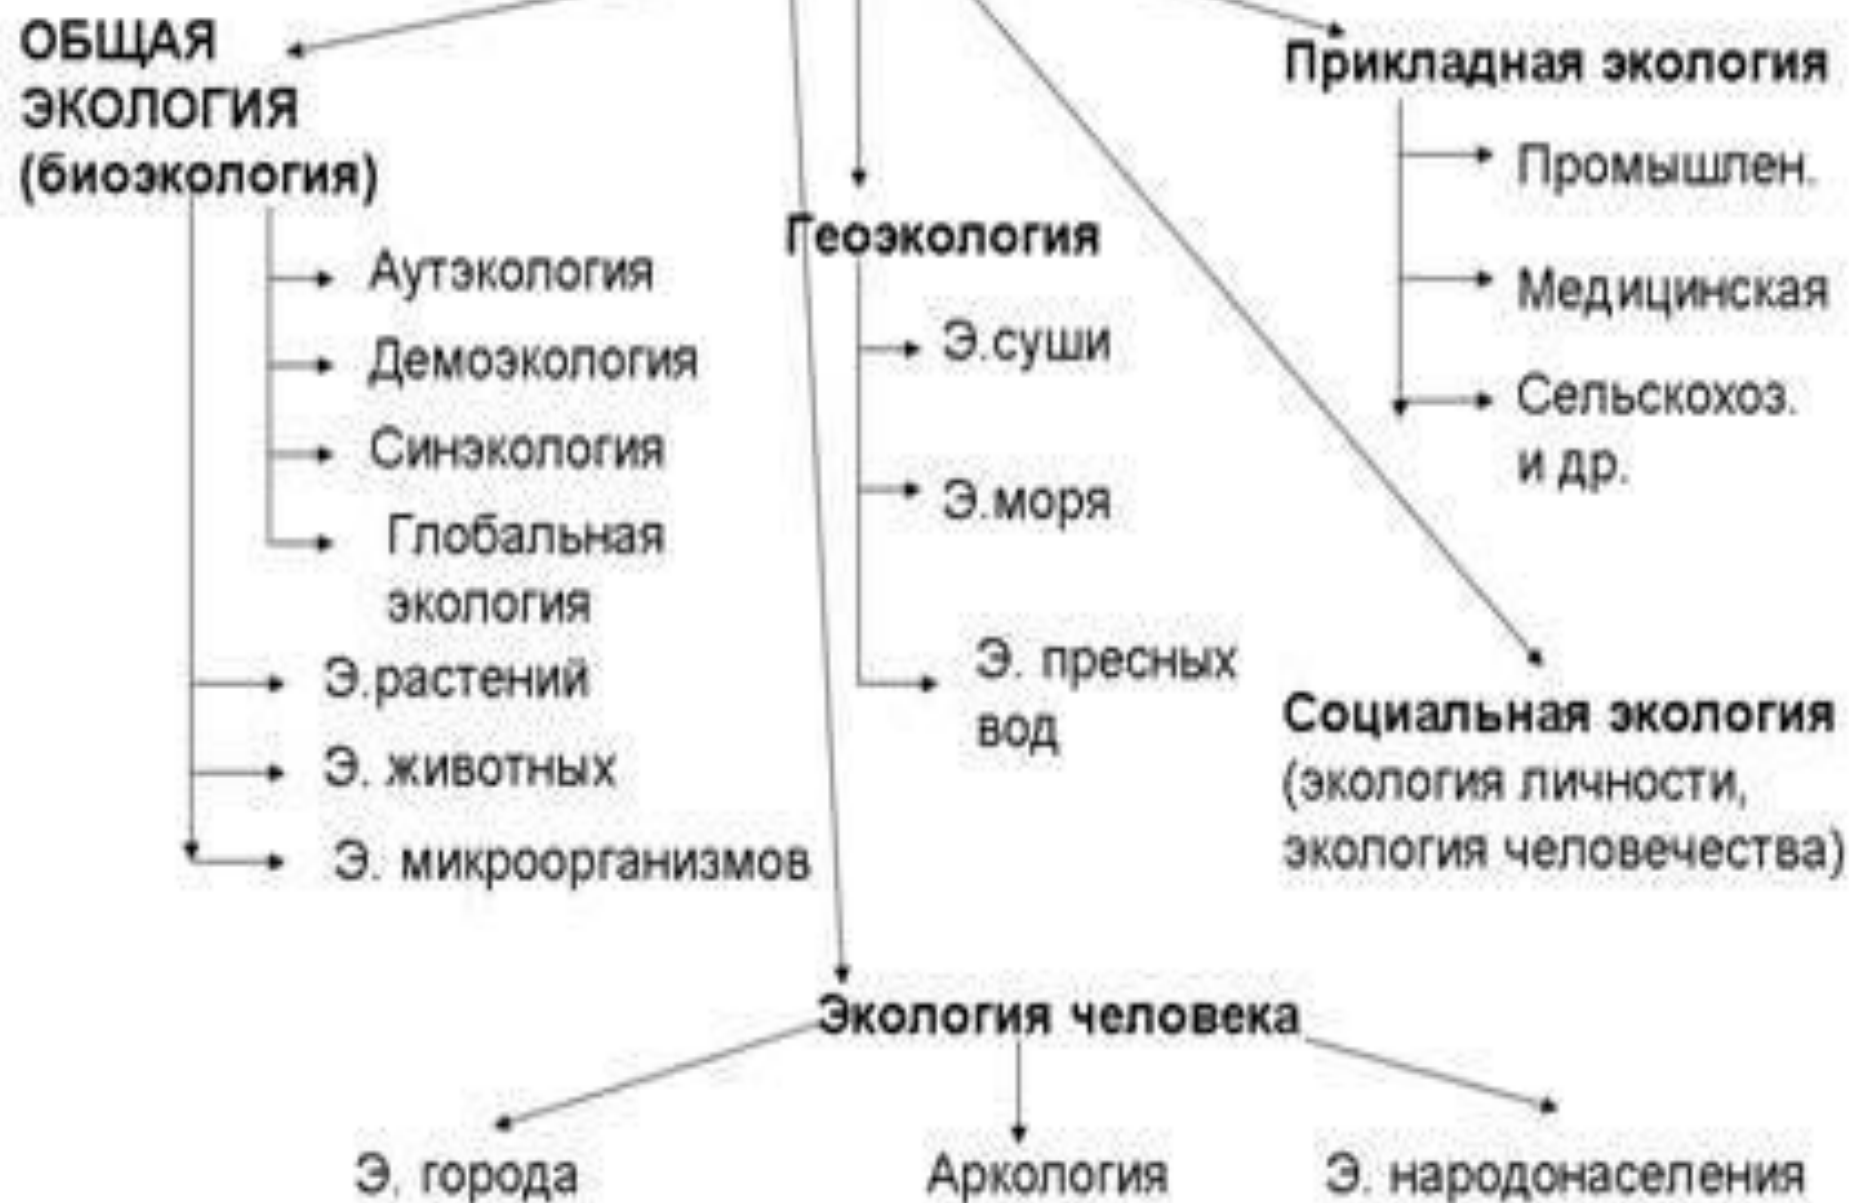 ОБЩАЯ
ЭКОЛОГИЯ
(биоэкология)
Аутэкология
Демоэкология
Синэкология
Глобальная
экология
Э.растений
Э. животных
Э. микроорганизмов
Геоэкология
Э.суши
Э.моря
Э. пресных
вод
Прикладная экология
Промышлен.
Медицинская
Сельскохоз.
и др.
Социальная экология
(экология личности,
экология человечества)
Экология человека
Э, города
Аркология
Э. народонаселения